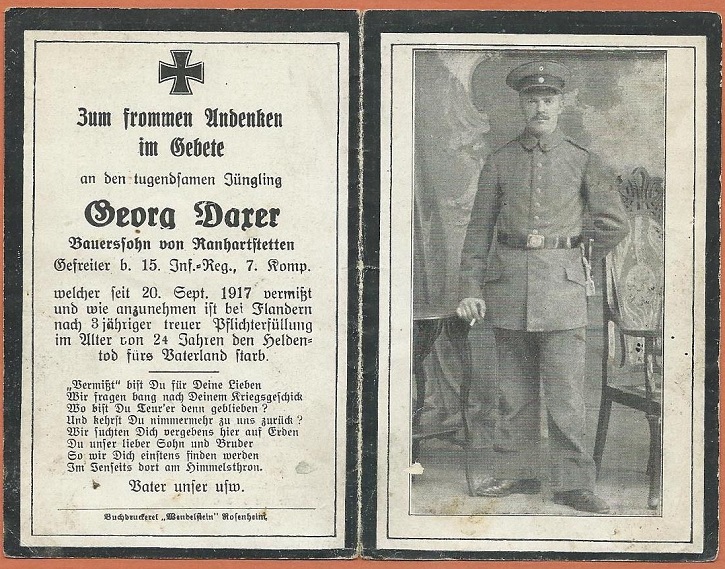 Zum frommen Andenken
im Gebete
an den tugendsamen Jüngling
Georg Daxer
Bauerssohn von Ranhartstetten
Gefreiter b. 15. Inf.-Reg., 7. Komp.
welcher seit 20. Sept. 1917 vermißt
und wie anzunehmen ist bei Flandern
nach 3 jähriger treuer Pflichterfüllung
im Alter von 24 Jahren den Helden-
tod fürs Vaterland starb.
„Vermißt“ bist Du für Deine Lieben
Wir fragen bang nach Deinem Kriegsgeschick
Wo bist Du Teur'er denn geblieben?
Und kehrst Du nimmermehr zu uns zurück?
Wir suchten Dich vergebens hier auf Erden
Du unser lieber Sohn und Bruder
So wir Dich einstens finden werden
Im Jenseits dort am Himmelsthron.
Vater unser usw.
Buchdruckerei „Wendelstein“ Rosenheim.